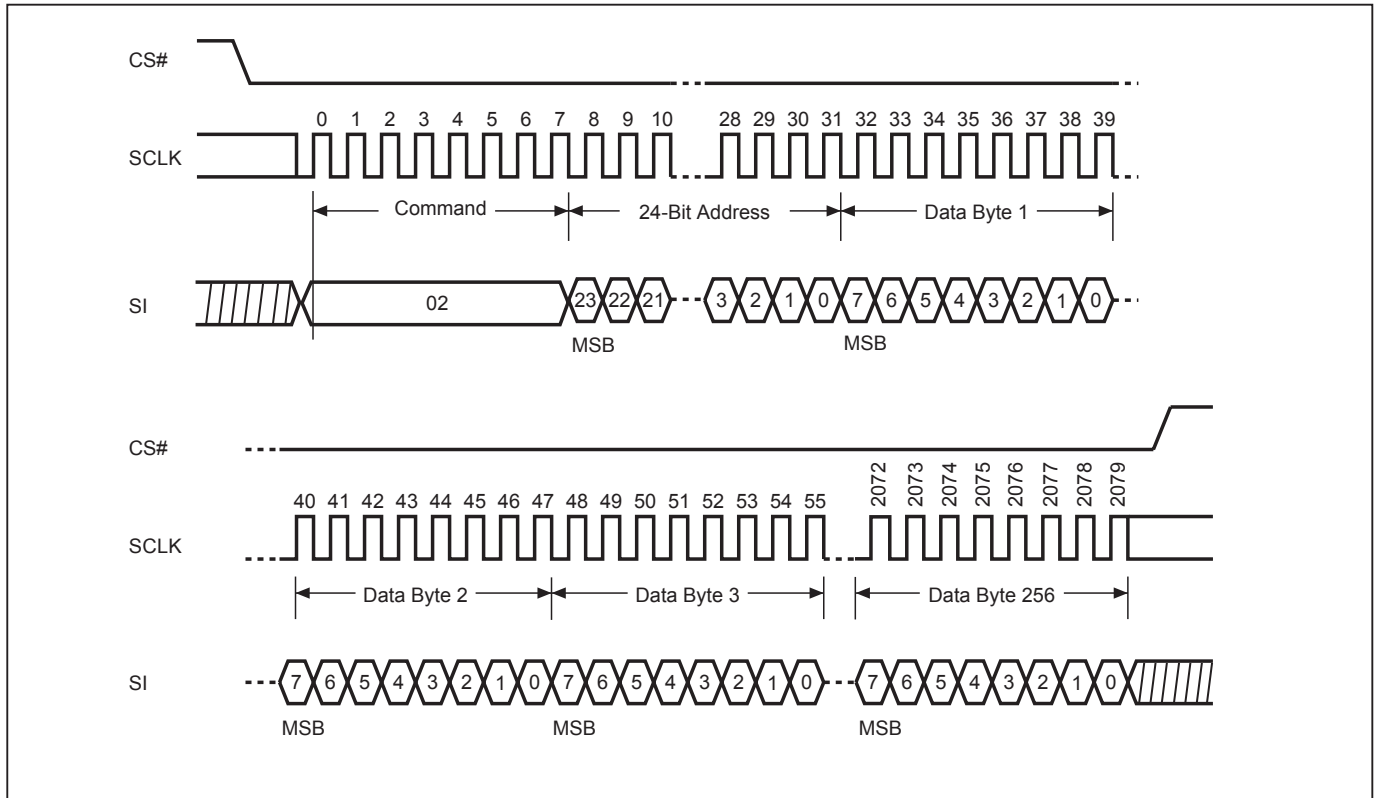 CS#
0 1 2 3 4 5 6 7 8 9 10 28 29 30 31 32 33 34 35 36 37 38 39
SCLK
Command 24-Bit Address Data Byte 1
SI 02 23 22 21 3 2 1 0 7 6 5 4 3 2 1 0
MSB MSB
CS#
40 41 42 43 44 45 46 47 48 49 50 51 52 53 54 55 2072 2073 2074 2075 2076 2077 2078 2079
SCLK
Data Byte 2 Data Byte 3 Data Byte 256
SI 7 6 5 4 3 2 1 0 7 6 5 4 3 2 1 0 7 6 5 4 3 2 1 0
MSB MSB MSB